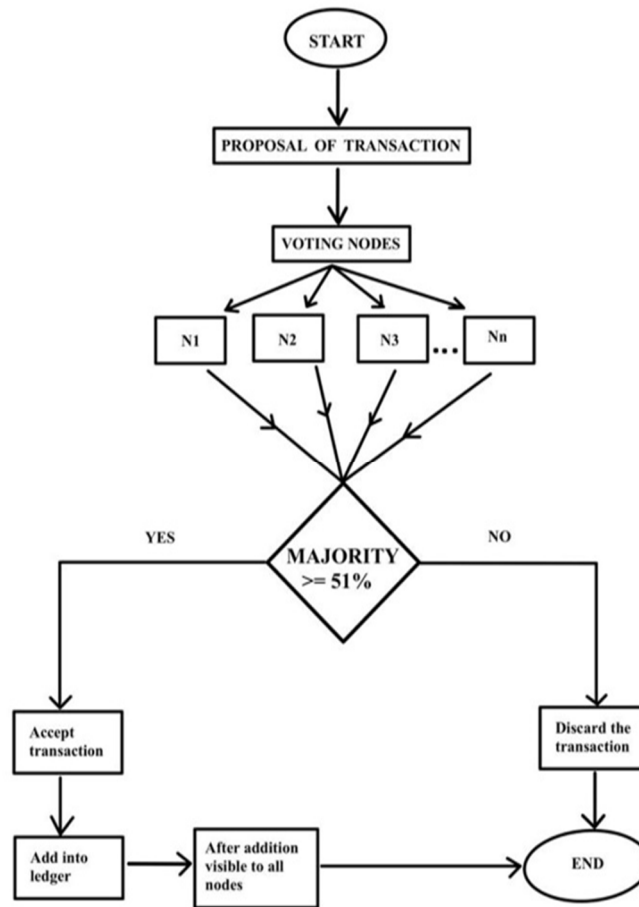 START
PROPOSAL OF TRANSACTION
VOTING NODES
N1
N2
N3
Nn
YES
NO
MAJORITY
>= 51%
Accept
transaction
Discard the
transaction
Add into
ledger
After addition
visible to all
nodes
END